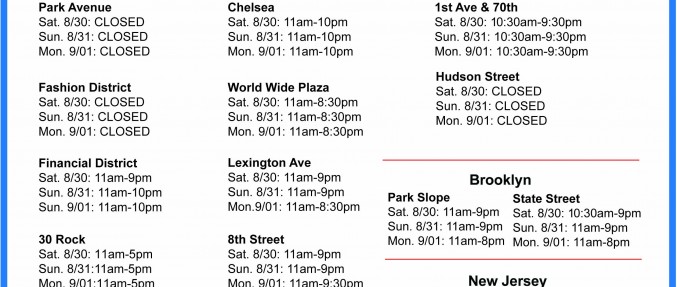 Park Avenue
Sat. 8/30: CLOSED
Sun. 8/31: CLOSED
Mon. 9/01: CLOSED
Fashion District
Sat. 8/30: CLOSED
Sun. 8/31: CLOSED
Mon. 9/01: CLOSED
Financial District
Sat. 8/30: 11am-9pm
Sun. 8/31: 11am-10pm
Sun. 9/01: 11am-10pm
30 Rock
Sat. 8/30: 11am-5pm
Sun. 8/31:11am-5pm
Mon. 9/01:11am-5pm
Chelsea
Sat. 8/30: 11am-10pm
Sun. 8/31: 11am-10pm
Mon. 9/01: 11am-10pm
World Wide Plaza
Sat. 8/30: 11am-8:30pm
Sun. 8/31: 11am-8:30pm
Mon. 9/01: 11am-8:30pm
Lexington Ave
Sat. 8/30: 11am-9pm
Sun. 8/31: 11am-9pm
Mon.9/01: 11am-8:30pm
8th Street
Sat. 8/30: 11am-9pm
Sun. 8/31: 11am-9pm
Mon. 9/01: 11am-9:30pm
1st Ave & 70th
Sat. 8/30: 10:30am-9:30pm
Sun. 8/31: 10:30am-9:30pm
Mon. 9/01: 10:30am-9:30pm
Hudson Street
Sat. 8/30: CLOSED
Sun. 8/31: CLOSED
Mon. 9/01: CLOSED
Brooklyn
Park Slope
Sat. 8/30: 11am-9pm
Sun. 8/31: 11am-9pm
Mon. 9/01: 11am-8pm
State Street
Sat. 8/30: 10:30am-9pm
Sun. 8/31: 11am-9pm
Mon. 9/01: 11am-8pm
New Jersey